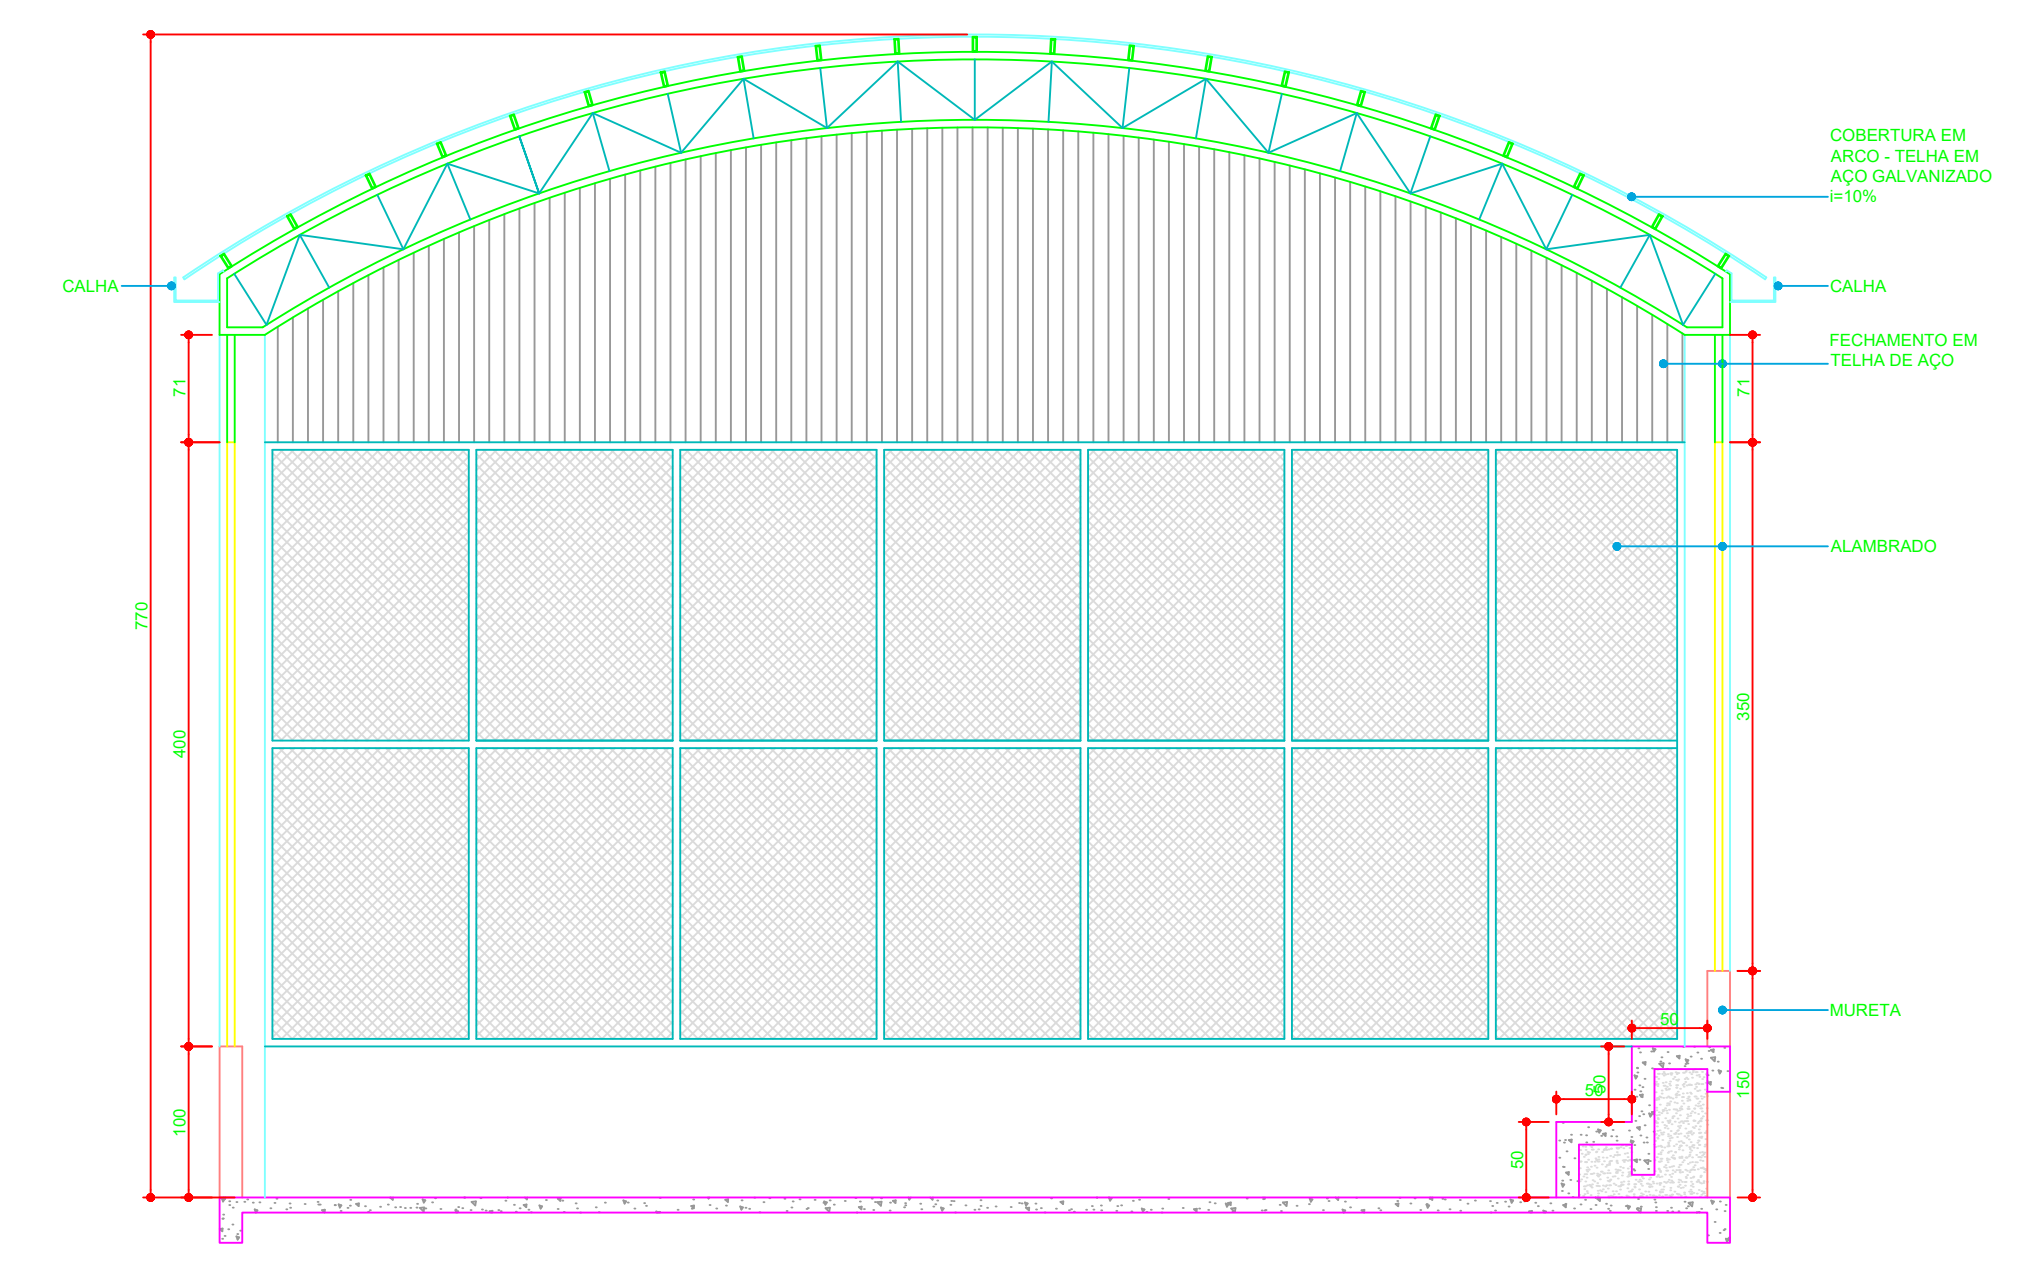 COBERTURA EM
ARCO - TELHA EM
AÇO GALVANIZADO
i=10%
CALHA
CALHA
FECHAMENTO EM
TELHA DE AÇO
71
71
ALAMBRADO
770
350
400
MURETA
50
50
50
150
100
50